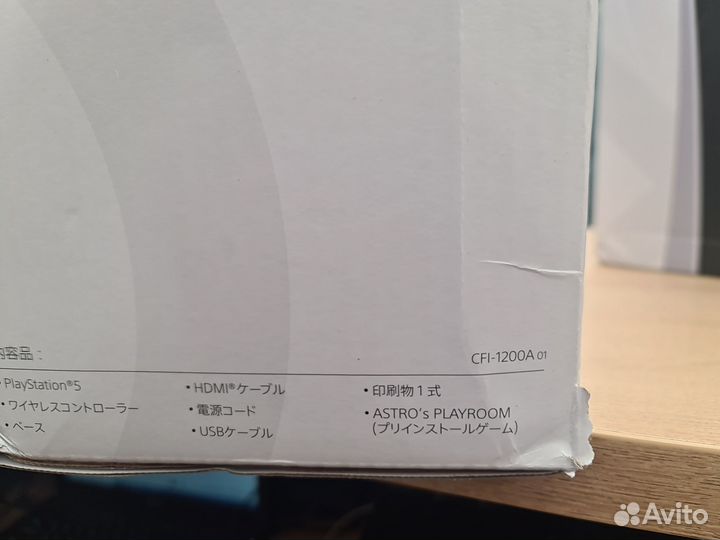 内容品：
CFI-1200A 01
• PlayStation®5
• ワイヤレスコントローラー
• ベース
• HDMI®ケーブル
• 電源コード
• USBケーブル
• 印刷物1式
• ASTRO's PLAYROOM
(プリインストールゲーム)
Avito